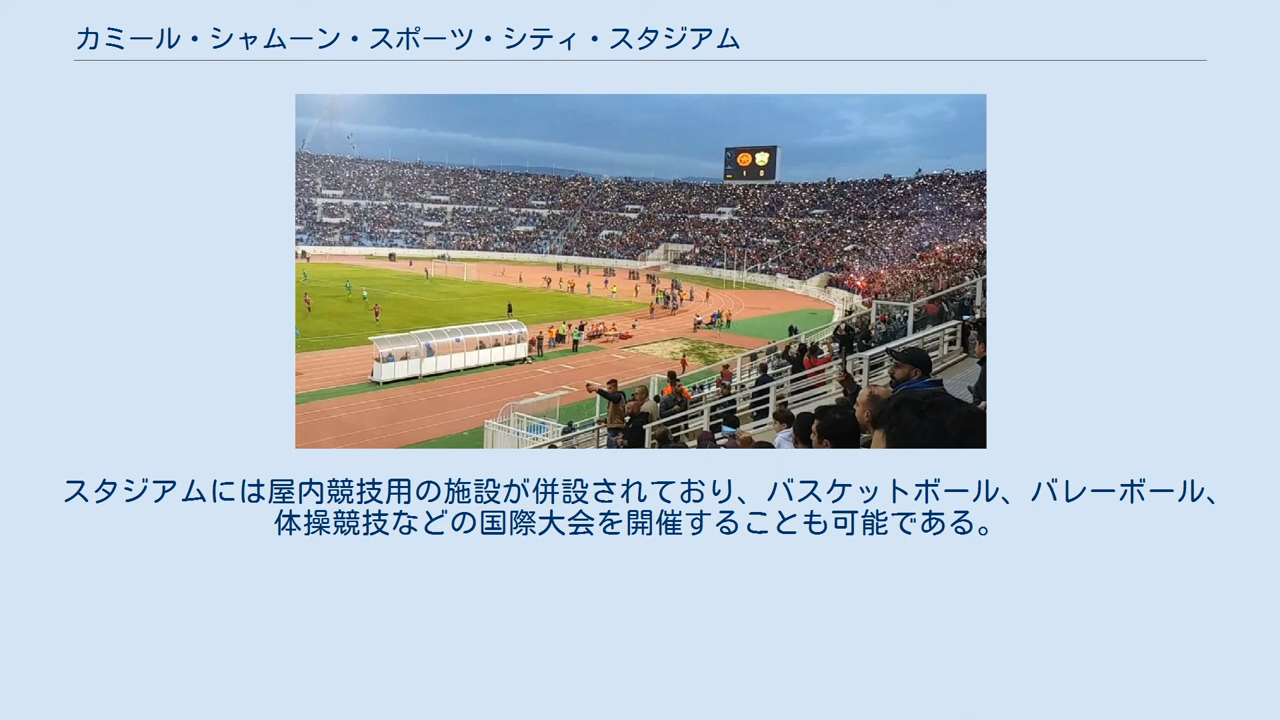 カミール・シャムーン・スポーツ・シティ・スタジアム
1 0
スタジアムには屋内競技用の施設が併設されており、バスケットボール、バレーボール、
体操競技などの国際大会を開催することも可能である。